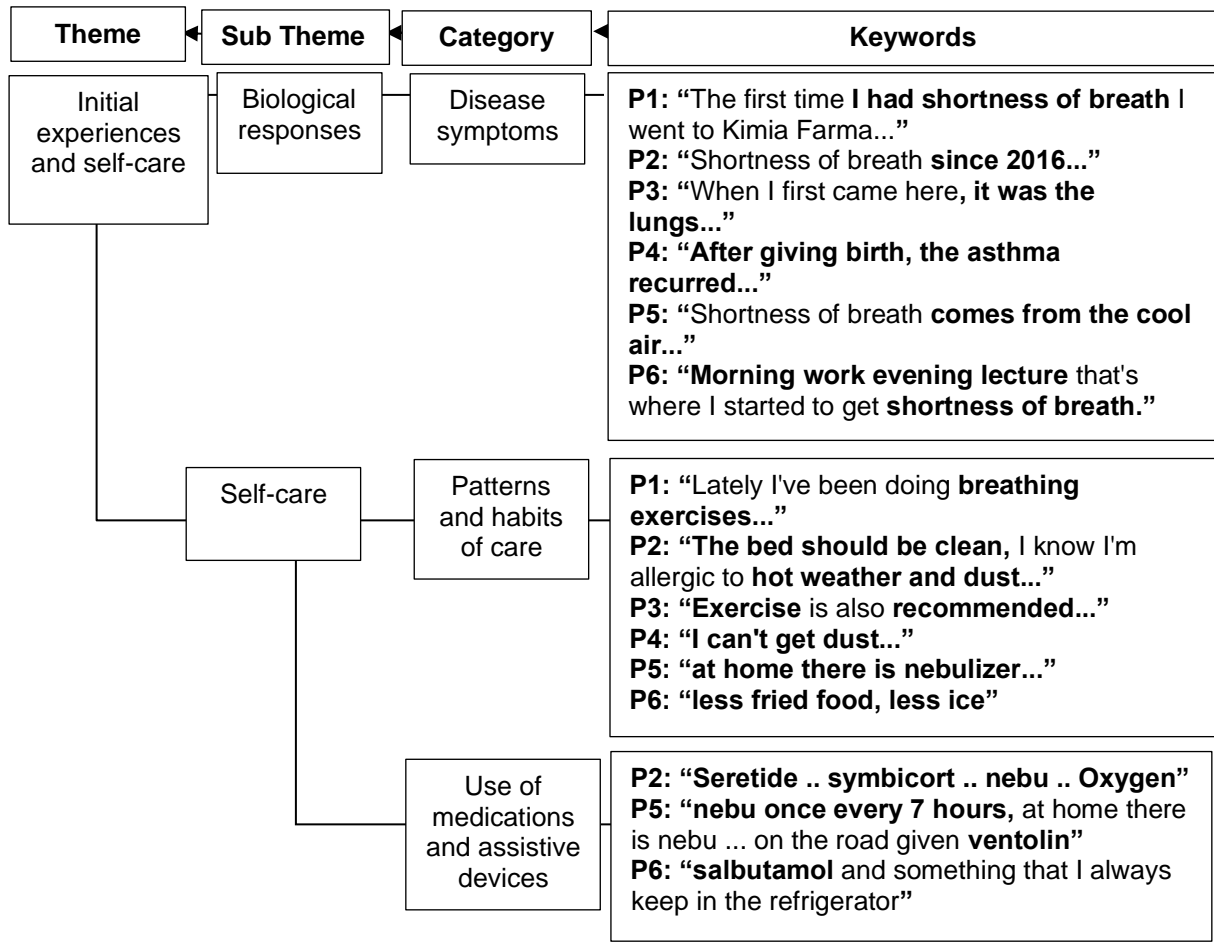 Theme
Sub Theme
Category
Keywords
Initial
experiences
and self-care
Biological
responses
Disease
symptoms
P1: “The first time I had shortness of breath I
went to Kimia Farma...”
P2: “Shortness of breath since 2016...”
P3: “When I first came here, it was the
lungs...”
P4: “After giving birth, the asthma
recurred...”
P5: “Shortness of breath comes from the cool
air...”
P6: “Morning work evening lecture that's
where I started to get shortness of breath.”
Self-care
Patterns
and habits
of care
P1: “Lately I've been doing breathing
exercises...”
P2: “The bed should be clean, I know I'm
allergic to hot weather and dust...”
P3: “Exercise is also recommended...”
P4: “I can't get dust...”
P5: “at home there is nebulizer...”
P6: “less fried food, less ice”
Use of
medications
and assistive
devices
P2: “Seretide .. symbicort .. nebu .. Oxygen”
P5: “nebu once every 7 hours, at home there
is nebu ... on the road given ventolin”
P6: “salbutamol and something that I always
keep in the refrigerator”